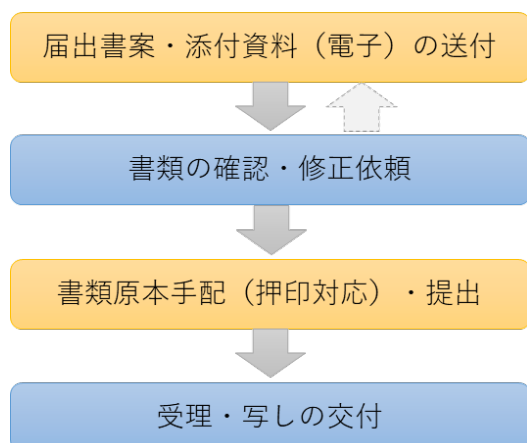 届出書案・添付資料（電子）の送付
書類の確認・修正依頼
書類原本手配（押印対応）・提出
受理・写しの交付